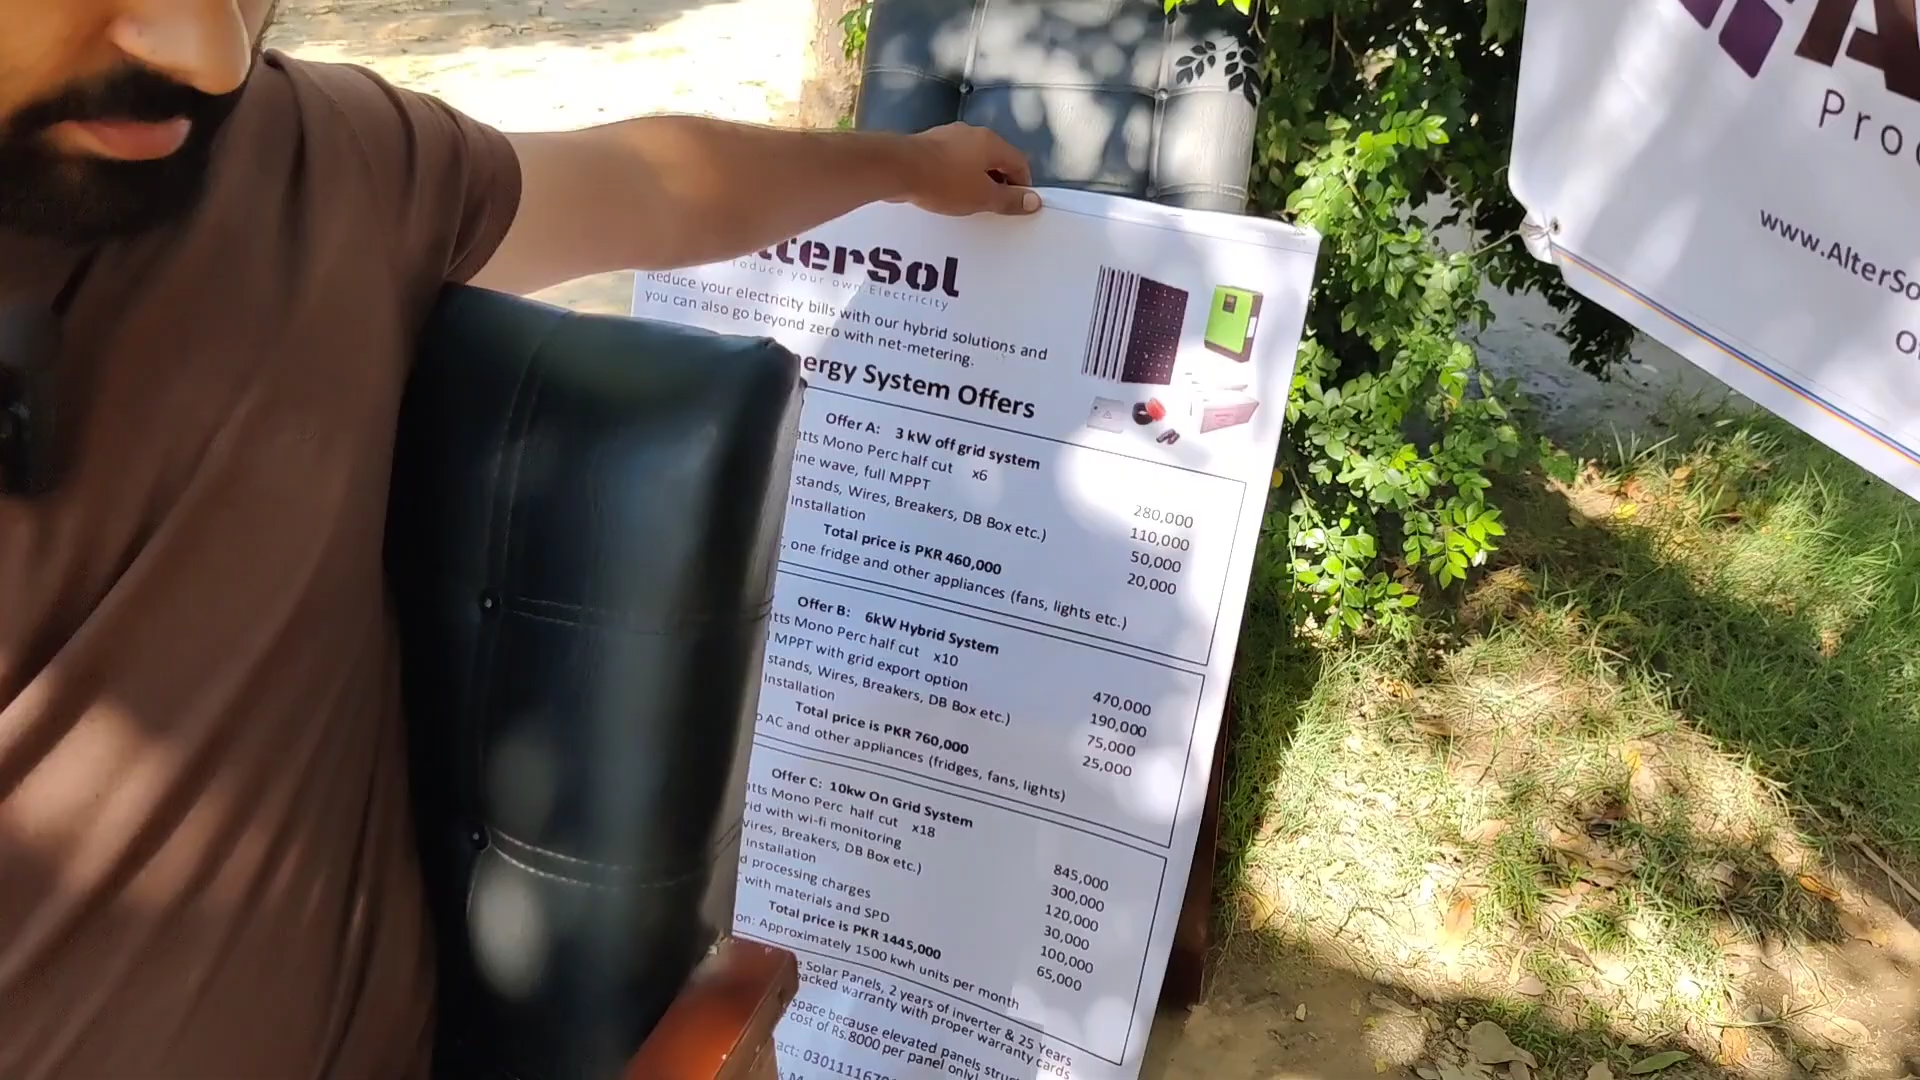 AlterSol
Produce your own Electricity
Reduce your electricity bills with our hybrid solutions and
you can also go beyond zero with net-metering.
ergy System Offers
Offer A: 3 kW off grid system
atts Mono Perc half cut x6 280,000
ine wave, full MPPT 110,000
stands, Wires, Breakers, DB Box etc.) 50,000
Installation 20,000
Total price is PKR 460,000
, one fridge and other appliances (fans, lights etc.)
Offer B: 6kW Hybrid System
tts Mono Perc half cut x10 470,000
MPPT with grid export option 190,000
stands, Wires, Breakers, DB Box etc.) 75,000
Installation 25,000
Total price is PKR 760,000
AC and other appliances (fridges, fans, lights)
Offer C: 10kw On Grid System
atts Mono Perc half cut x18 845,000
rid with wi-fi monitoring 300,000
Wires, Breakers, DB Box etc.) 120,000
Installation 30,000
d processing charges 100,000
with materials and SPD 65,000
Total price is PKR 1445,000
on: Approximately 1500 kwh units per month
Solar Panels, 2 years of inverter & 25 Years
backed warranty with proper warranty cards
space because elevated panels struc
cost of Rs.8000 per panel only!
act: 03011167
Pro
www.AlterSo